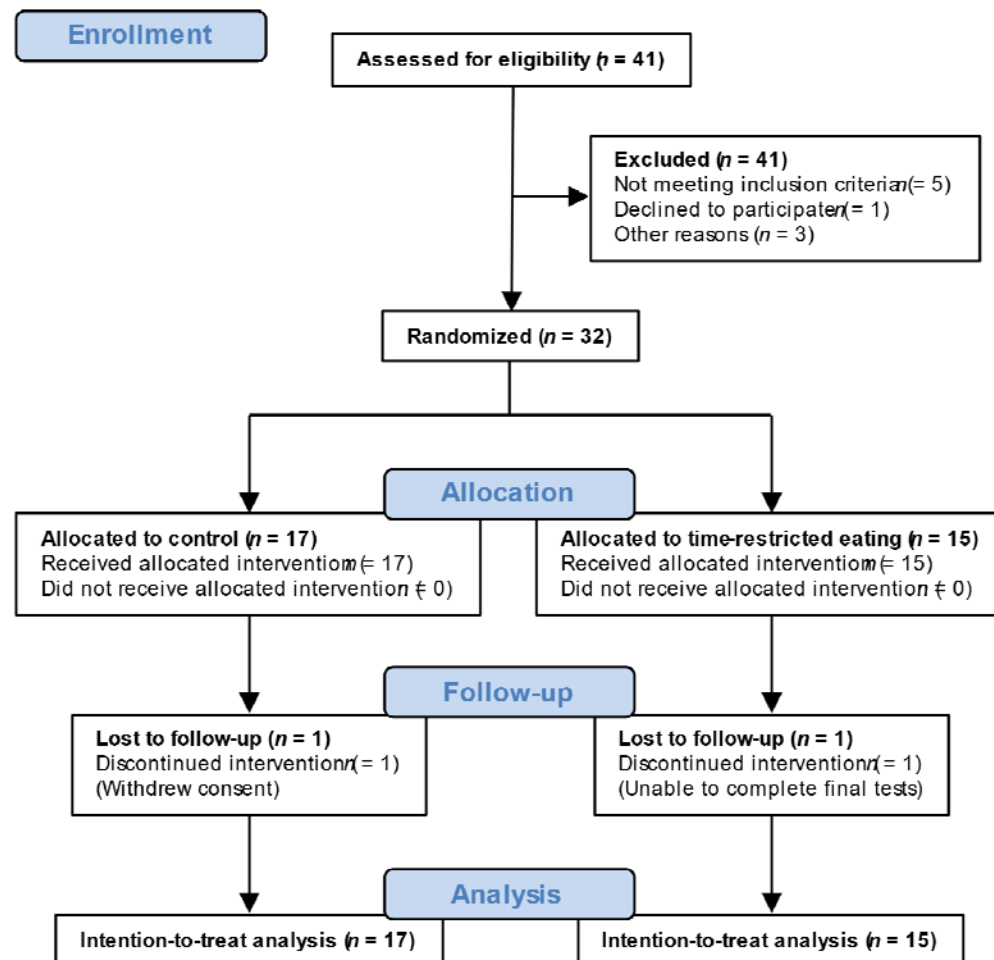 Enrollment
Assessed for eligibility (n = 41)
Excluded (n = 41)
Not meeting inclusion criteria (n = 5)
Declined to participate (n = 1)
Other reasons (n = 3)
Randomized (n = 32)
Allocation
Allocated to control (n = 17)
Received allocated intervention (n = 17)
Did not receive allocated intervention (n = 0)
Allocated to time-restricted eating (n = 15)
Received allocated intervention (n = 15)
Did not receive allocated intervention (n = 0)
Follow-up
Lost to follow-up (n = 1)
Discontinued intervention (n = 1)
(Withdrew consent)
Lost to follow-up (n = 1)
Discontinued intervention (n = 1)
(Unable to complete final tests)
Analysis
Intention-to-treat analysis (n = 17)
Intention-to-treat analysis (n = 15)